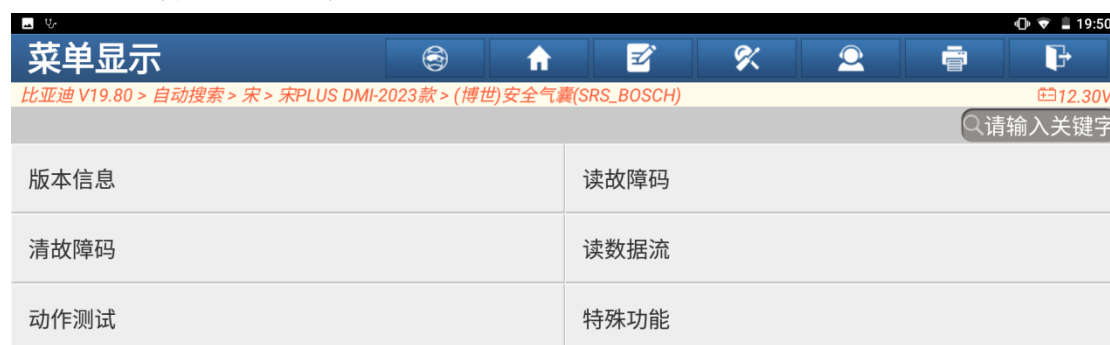 19:50
菜单显示
比亚迪 V19.80 > 自动搜索 > 宋 > 宋PLUS DMI-2023款 > (博世)安全气囊(SRS_BOSCH) 12.30V
请输入关键字
版本信息 读故障码
清故障码 读数据流
动作测试 特殊功能